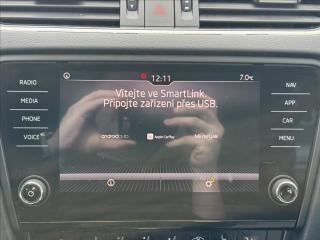 12:11
7.0°C
RADIO
MEDIA
PHONE
VOICE
NAV
APP
CAR
MENU
Vítejte ve SmartLink.
Připojte zařízení přes USB.
androidauto
Apple CarPlay
MirrorLink